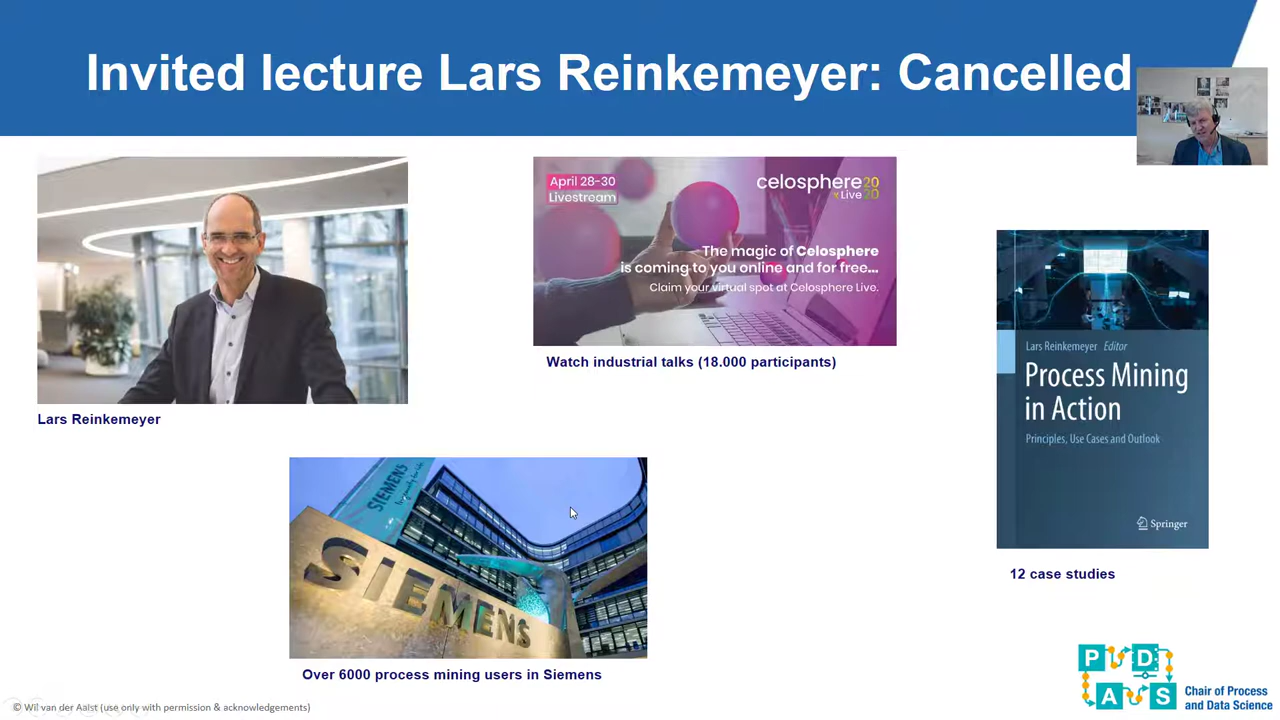 Invited lecture Lars Reinkemeyer: Cancelled
April 28-30
Livestream
celosphere 20
Live 20
The magic of Celosphere
is coming to you online and for free...
Claim your virtual spot at Celosphere Live.
Watch industrial talks (18.000 participants)
Lars Reinkemeyer
Lars Reinkemeyer Editor
Process Mining
in Action
Principles, Use Cases and Outlook
Springer
12 case studies
SIEMENS
SIEMENS
Over 6000 process mining users in Siemens
P D
A S
Chair of Process
and Data Science
© Wil van der Aalst (use only with permission & acknowledgements)